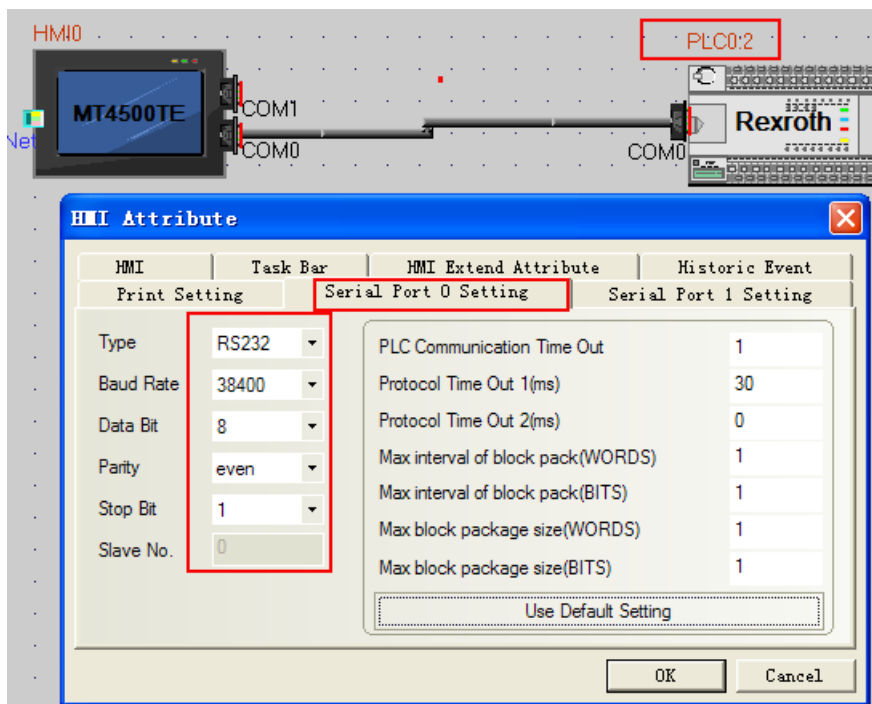 HMI0
PLC0:2
MT4500TE
COM1
Rexroth
Net
COM0
COM0
HMI Attribute
HMI Task Bar HMI Extend Attribute Historic Event
Print Setting Serial Port 0 Setting Serial Port 1 Setting
Type RS232
Baud Rate 38400
Data Bit 8
Parity even
Stop Bit 1
Slave No. 0
PLC Communication Time Out 1
Protocol Time Out 1(ms) 30
Protocol Time Out 2(ms) 0
Max interval of block pack(WORDS) 1
Max interval of block pack(BITS) 1
Max block package size(WORDS) 1
Max block package size(BITS) 1
Use Default Setting
OK Cancel